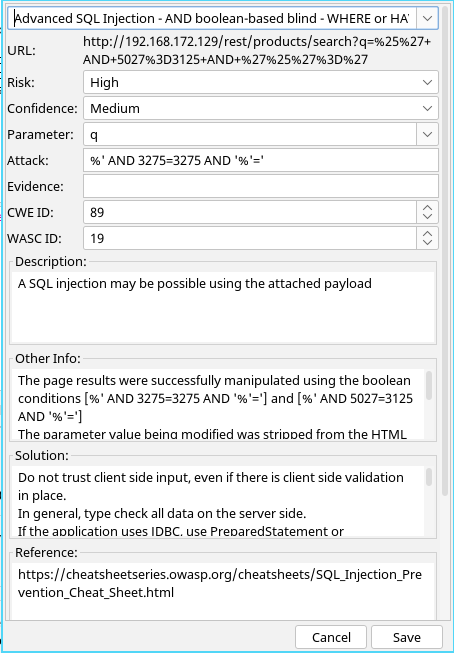 Advanced SQL Injection - AND boolean-based blind - WHERE or HA
URL: http://192.168.172.129/rest/products/search?q=%25%27+
AND+5027%3D3125+AND+%27%25%27%3D%27
Risk: High
Confidence: Medium
Parameter: q
Attack: %' AND 3275=3275 AND '%'='
Evidence:
CWE ID: 89
WASC ID: 19
Description:
A SQL injection may be possible using the attached payload
Other Info:
The page results were successfully manipulated using the boolean
conditions [%' AND 3275=3275 AND '%'='] and [%' AND 5027=3125
AND '%'=']
The parameter value being modified was stripped from the HTML
Solution:
Do not trust client side input, even if there is client side validation
in place.
In general, type check all data on the server side.
If the application uses JDBC, use PreparedStatement or
Reference:
https://cheatsheetseries.owasp.org/cheatsheets/SQL_Injection_Pre
vention_Cheat_Sheet.html
Cancel Save